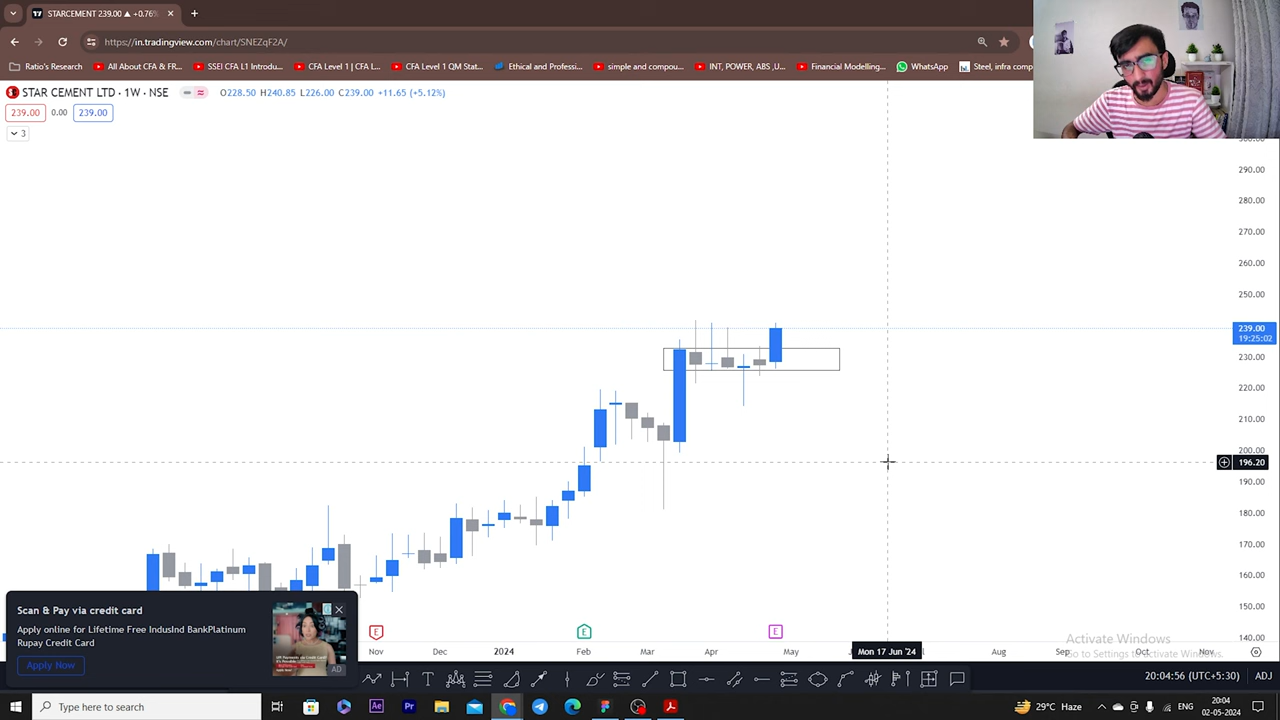 STARCEMENT 239.00 ▲ +0.76%
https://in.tradingview.com/chart/SNEZqF2A/
Ratio's Research
All About CFA & FR...
SSEI CFA L1 Introdu...
CFA Level 1 | CFA L...
CFA Level 1 QM Stat...
Ethical and Professi...
simple and compou...
INT, POWER, ABS ,U...
Financial Modelling...
WhatsApp
Steel, infra comp
STAR CEMENT LTD · 1W · NSE
O228.50 H240.85 L226.00 C239.00 +11.65 (+5.12%)
239.00 0.00 239.00
3
290.00
280.00
270.00
260.00
250.00
239.00
19:25:02
230.00
220.00
210.00
200.00
196.20
190.00
180.00
170.00
160.00
150.00
140.00
Scan & Pay via credit card
Apply online for Lifetime Free IndusInd BankPlatinum
Rupay Credit Card
Apply Now
AD
E E E
Nov Dec 2024 Feb Mar Apr May Mon 17 Jun '24 Aug Sep Oct Nov
Activate Windows
Go to Settings to activate Windows.
20:04:56 (UTC+5:30) ADJ
Type here to search
29°C Haze
ENG
20:04
02-05-2024